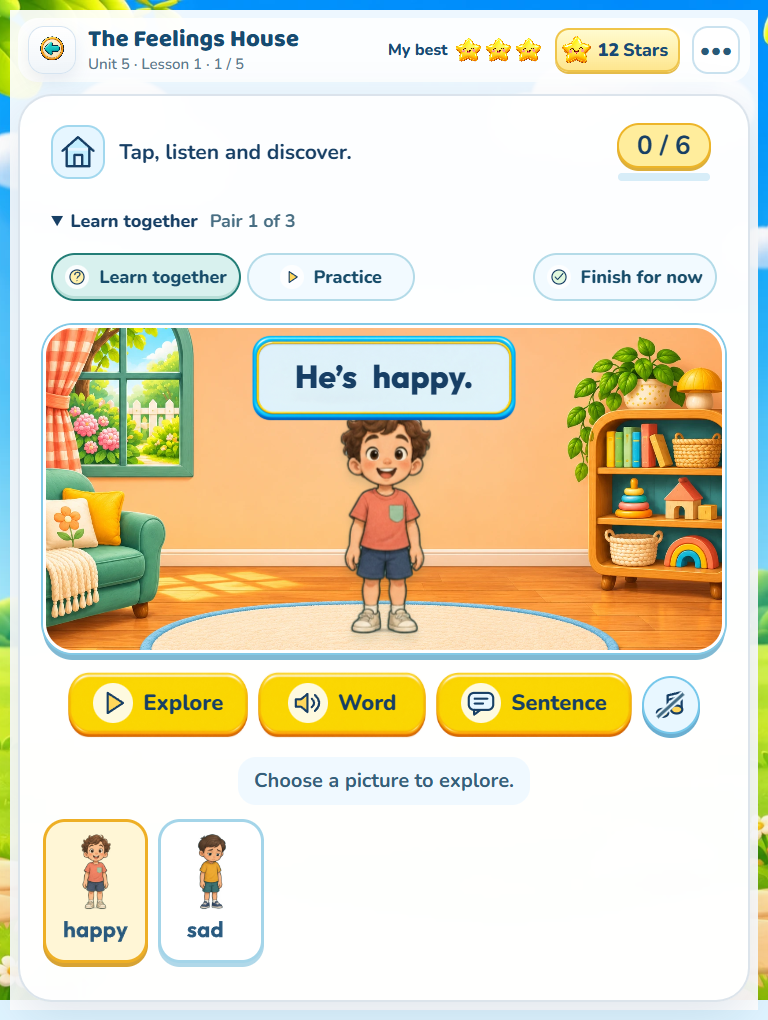 The Feelings House
Unit 5 · Lesson 1 · 1 / 5
My best
12 Stars
Tap, listen and discover.
0 / 6
Learn together Pair 1 of 3
Learn together
Practice
Finish for now
He's happy.
Explore
Word
Sentence
Choose a picture to explore.
happy
sad